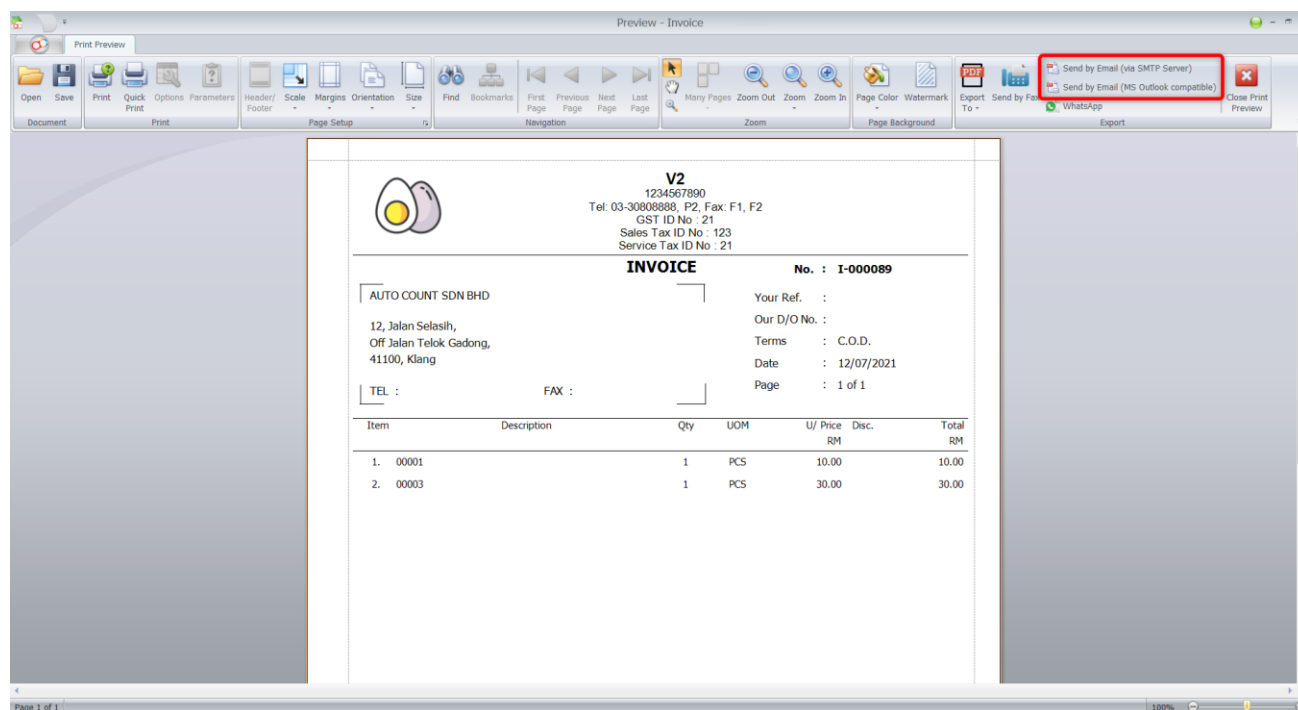 Preview - Invoice
Print Preview
Open Save Print Quick Print Options Parameters Header/ Footer Scale Margins Orientation Size Find Bookmarks First Page Previous Page Next Page Last Page Many Pages Zoom Out Zoom Zoom In Page Color Watermark Export To Send by Fax
Send by Email (via SMTP Server)
Send by Email (MS Outlook compatible)
WhatsApp
Close Print Preview
Document Print Page Setup Navigation Zoom Page Background Export
V2
1234567890
Tel: 03-30808888, P2, Fax: F1, F2
GST ID No : 21
Sales Tax ID No : 123
Service Tax ID No : 21
INVOICE No. : I-000089
AUTO COUNT SDN BHD
12, Jalan Selasih,
Off Jalan Telok Gadong,
41100, Klang
TEL : FAX :
Your Ref. :
Our D/O No. :
Terms : C.O.D.
Date : 12/07/2021
Page : 1 of 1
Item Description Qty UOM U/ Price Disc. Total
RM RM
1. 00001 1 PCS 10.00 10.00
2. 00003 1 PCS 30.00 30.00
Page 1 of 1 100%